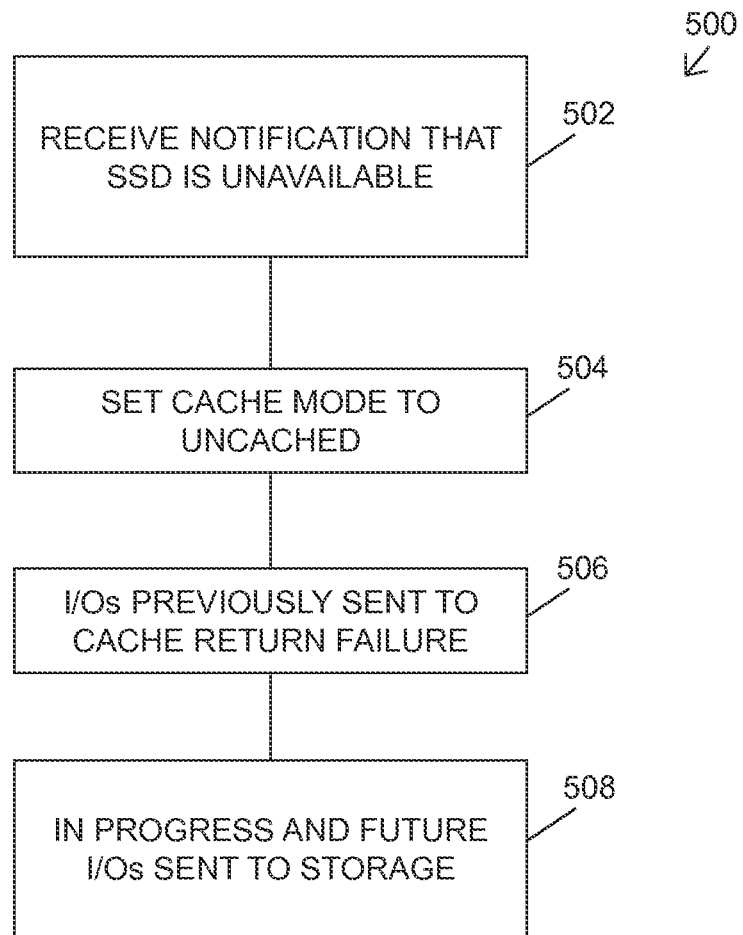 500
RECEIVE NOTIFICATION THAT
SSD IS UNAVAILABLE
502
SET CACHE MODE TO
UNCACHED
504
I/Os PREVIOUSLY SENT TO
CACHE RETURN FAILURE
506
IN PROGRESS AND FUTURE
I/Os SENT TO STORAGE
508